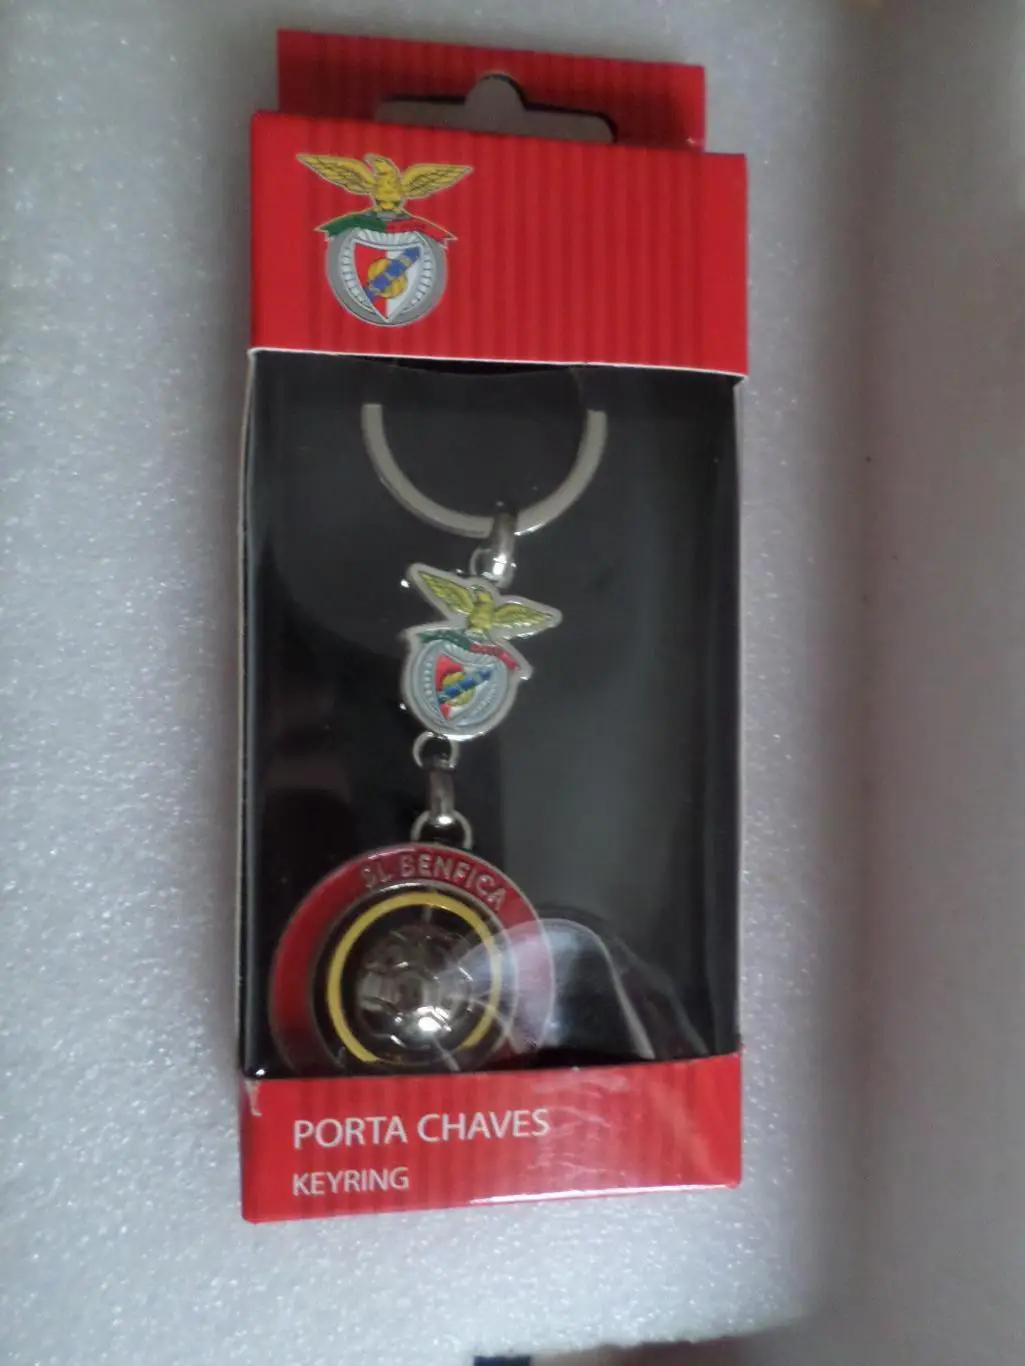 SL BENFICA
PORTA CHAVES
KEYRING